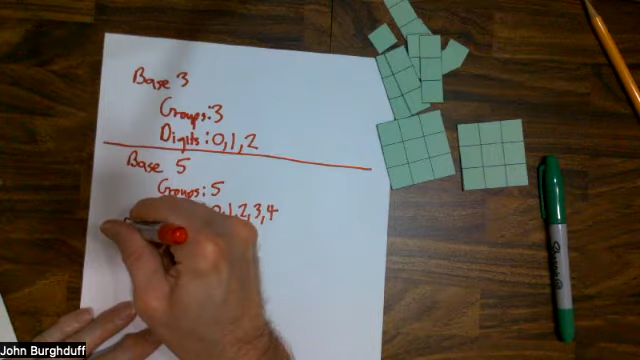 Base 3
Groups: 3
Digits: 0, 1, 2
Base 5
Groups: 5
0, 1, 2, 3, 4
Sharpie
John Burghduff